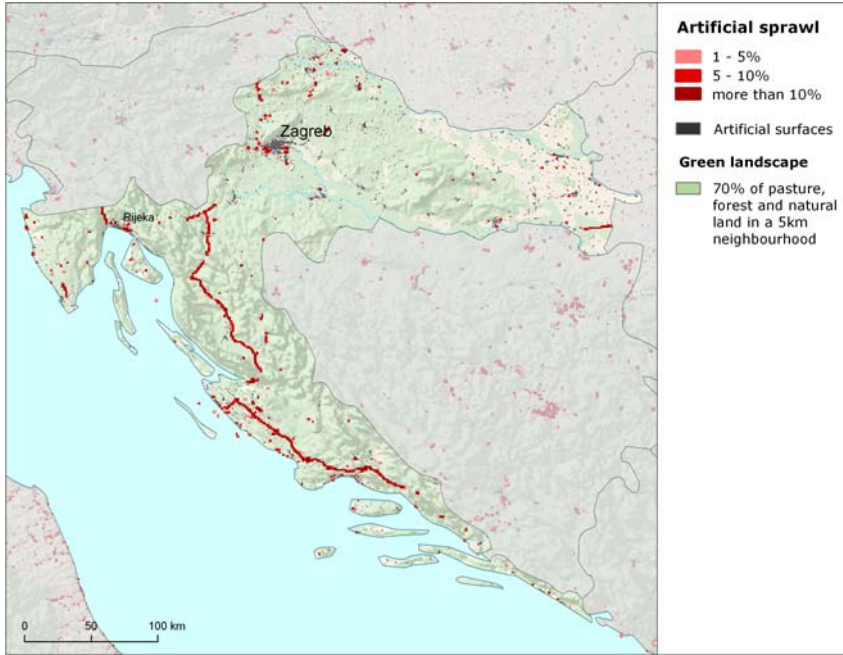 Zagreb
Rijeka
0 50 100 km
Artificial sprawl
1 - 5%
5 - 10%
more than 10%
Artificial surfaces
Green landscape
70% of pasture,
forest and natural
land in a 5km
neighbourhood